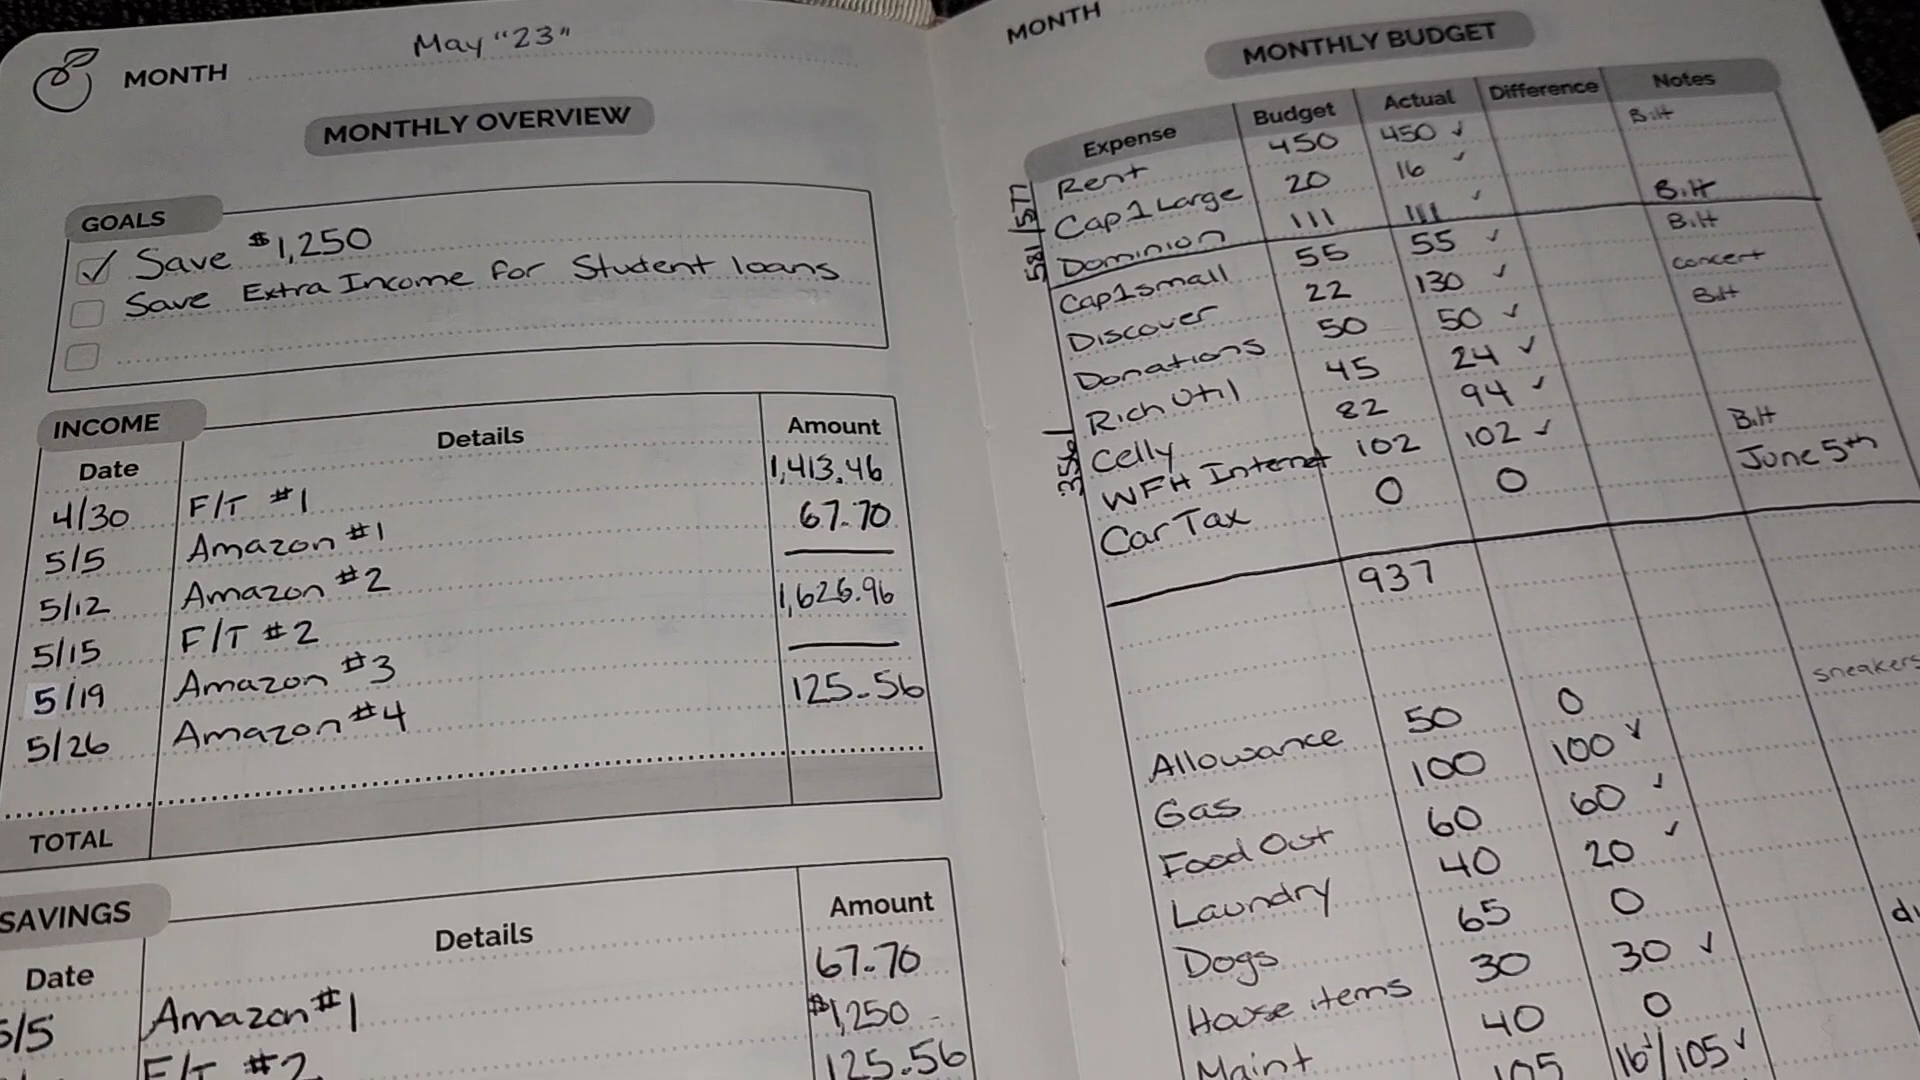 MONTH May "23"
MONTHLY OVERVIEW
GOALS
✓ Save $1,250
Save Extra Income for Student loans
INCOME
Date Details Amount
4/30 F/T #1 1,413.46
5/5 Amazon #1 67.70
5/12 Amazon #2 —
5/15 F/T #2 1,626.96
5/19 Amazon #3 —
5/26 Amazon #4 125.56
TOTAL
SAVINGS
Date Details Amount
5/5 Amazon #1 67.70
F/T #2 $1,250
125.56
MONTH
MONTHLY BUDGET
Expense Budget Actual Difference Notes
Rent 450 450 ✓ Bilt
Cap 1 Large 20 16 ✓
Dominion 111 111 ✓ Bilt
Cap1small 55 55 ✓ Bilt
Discover 22 130 ✓ concert
Donations 50 50 ✓ Bilt
Rich Util 45 24 ✓
Celly 82 94 ✓
WFH Internet 102 102 ✓ Bilt
Car Tax 0 0 June 5th
937
Allowance 50 0 sneakers
Gas 100 100 ✓
Food Out 60 60 ✓
Laundry 40 20 ✓
Dogs 65 0
House items 30 30 ✓
Maint 40 0
105 16✓/105 ✓